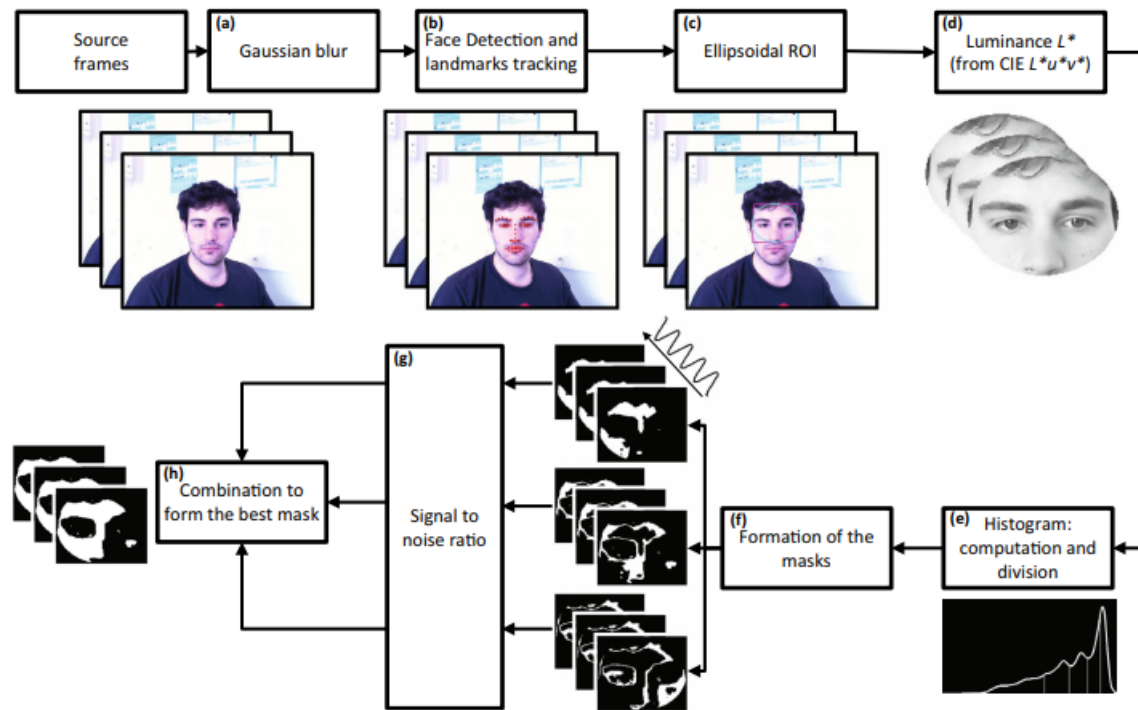 Source
frames
(a)
Gaussian blur
(b)
Face Detection and
landmarks tracking
(c)
Ellipsoidal ROI
(d)
Luminance L*
(from CIE L*u*v*)
(g)
Signal to
noise ratio
(h)
Combination to
form the best mask
(f)
Formation of the
masks
(e)
Histogram:
computation and
division